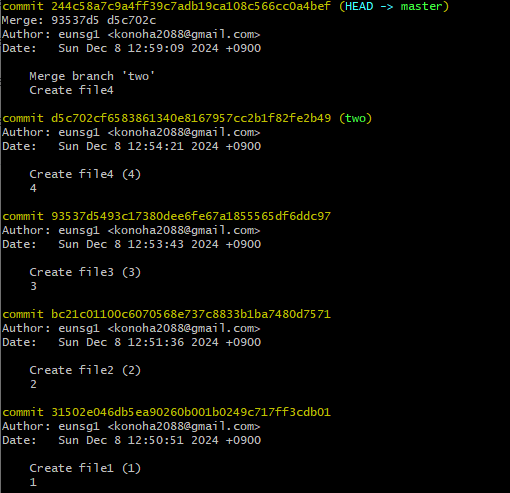 commit 244c58a7c9a4ff39c7adb19ca108c566cc0a4bef (HEAD -> master)
Merge: 93537d5 d5c702c
Author: eunsg1 <konoha2088@gmail.com>
Date:   Sun Dec 8 12:59:09 2024 +0900
    Merge branch 'two'
    Create file4
commit d5c702cf6583861340e8167957cc2b1f82fe2b49 (two)
Author: eunsg1 <konoha2088@gmail.com>
Date:   Sun Dec 8 12:54:21 2024 +0900
    Create file4 (4)
    4
commit 93537d5493c17380dee6fe67a1855565df6ddc97
Author: eunsg1 <konoha2088@gmail.com>
Date:   Sun Dec 8 12:53:43 2024 +0900
    Create file3 (3)
    3
commit bc21c01100c6070568e737c8833b1ba7480d7571
Author: eunsg1 <konoha2088@gmail.com>
Date:   Sun Dec 8 12:51:36 2024 +0900
    Create file2 (2)
    2
commit 31502e046db5ea90260b001b0249c717ff3cdb01
Author: eunsg1 <konoha2088@gmail.com>
Date:   Sun Dec 8 12:50:51 2024 +0900
    Create file1 (1)
    1